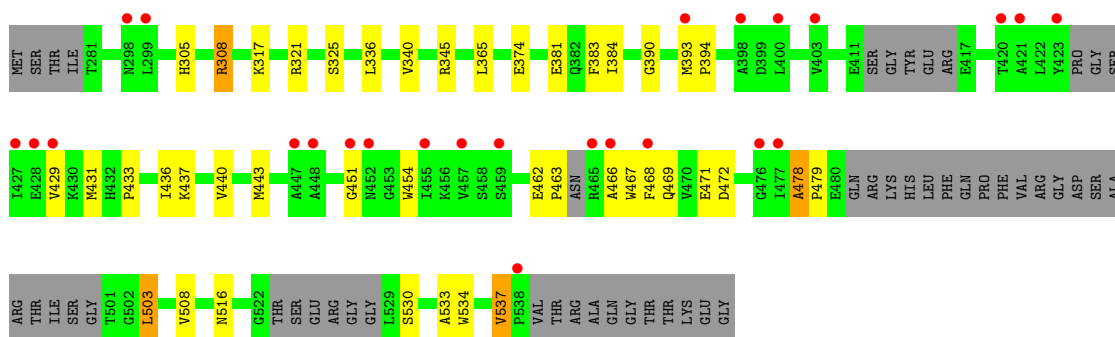 MET SER THR ILE T281 N298 L299 H305 R308 K317 R321 S325 L336 V340 R345 L365 E374 E381 Q382 F383 I384 G390 M393 P394 A398 D399 L400 V403 E411 SER GLY TYR GLU ARG E417 T420 A421 L422 Y423 PRO GLY SER
I427 E428 V429 K430 M431 H432 P433 I436 K437 V440 M443 A447 A448 G451 N452 G453 W454 I455 K456 V457 S458 S459 E462 P463 ASN R465 A466 W467 F468 Q469 V470 E471 D472 G476 I477 A478 P479 E480 GLN ARG LYS HIS LEU PHE GLN PRO PHE VAL ARG GLY ASP SER ALA
ARG THR ILE SER GLY T501 G502 L503 V508 N516 G522 THR SER GLU ARG GLY GLY L529 S530 A533 W534 V537 P538 VAL THR ARG ALA GLN GLY THR THR LYS GLU GLY